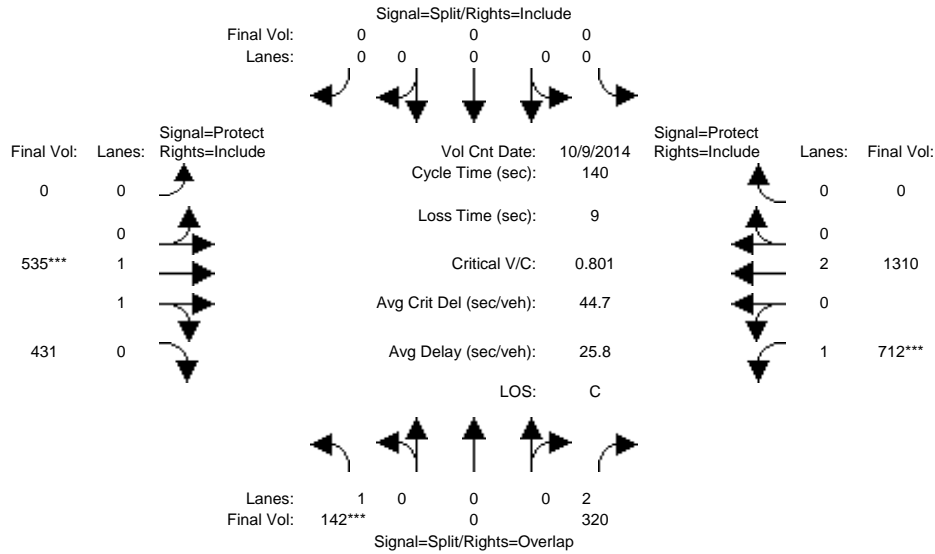 Signal=Split/Rights=Include
Final Vol: 0 0 0
Lanes: 0 0 0 0 0
Signal=Protect Signal=Protect
Final Vol: Lanes: Rights=Include Vol Cnt Date: 10/9/2014 Rights=Include Lanes: Final Vol:
Cycle Time (sec): 140
0 0 0 0
Loss Time (sec): 9
0 0
535*** 1 Critical V/C: 0.801 2 1310
1 Avg Crit Del (sec/veh): 44.7 0
431 0 Avg Delay (sec/veh): 25.8 1 712***
LOS: C
Lanes: 1 0 0 0 2
Final Vol: 142*** 0 320
Signal=Split/Rights=Overlap